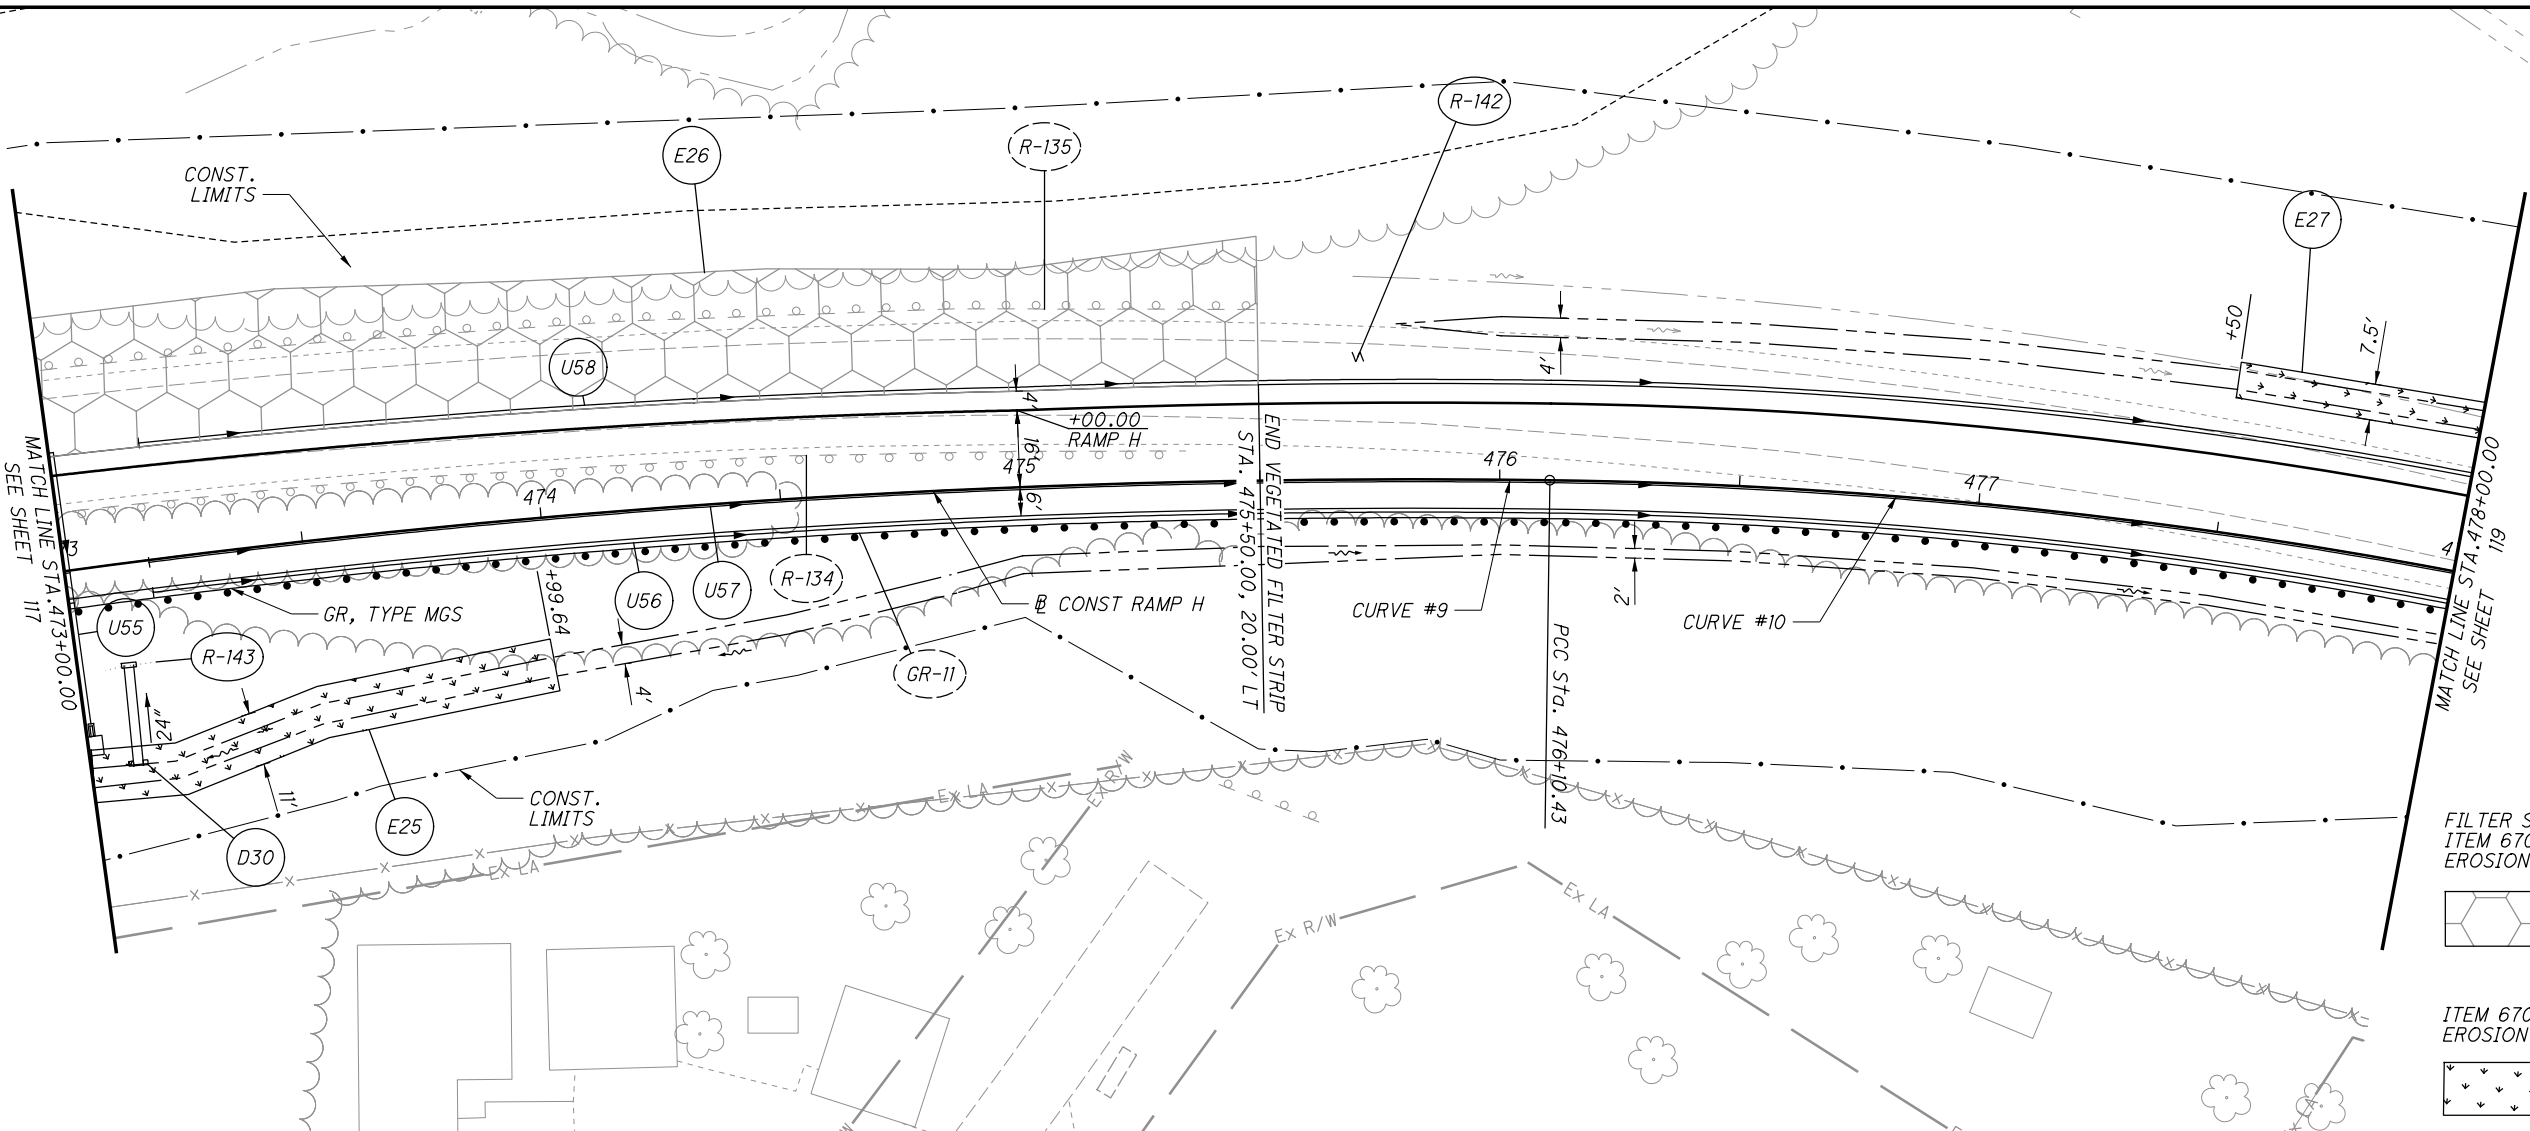 CONST.
LIMITS
E26
R-135
R-142
E27
+50
7.5'
U58
4'
4'
+00.00
RAMP H
16'
475
476
477
474
6'
END VEGETATED FILTER STRIP
STA. 475+50.00, 20.00' LT
MATCH LINE STA.473+00.00
SEE SHEET 117
3
U55
GR, TYPE MGS
+99.64
U56
U57
R-134
CONST RAMP H
CURVE #9
2'
CURVE #10
4
MATCH LINE STA.478+00.00
SEE SHEET 119
R-143
24"
4'
GR-11
PCC Sta. 476+10.43
11'
E25
CONST.
LIMITS
D30
Ex LA
Ex LA
Ex R/W
Ex R/W
Ex LA
FILTER S
ITEM 670
EROSION
ITEM 670
EROSION